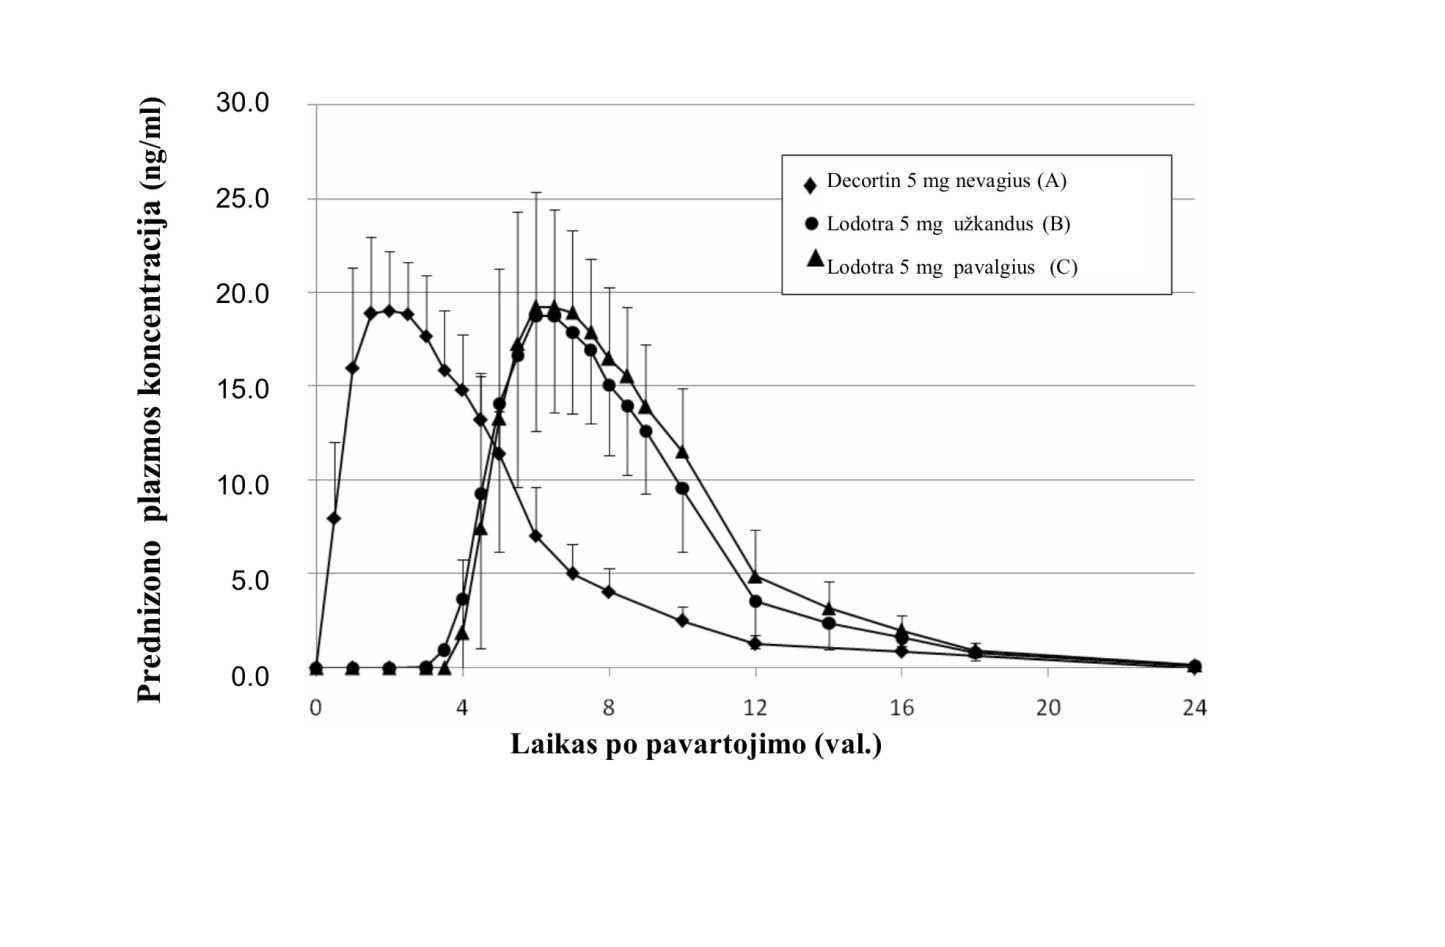 Prednizono plazmos koncentracija (ng/ml)
30.0
25.0
20.0
15.0
10.0
5.0
0.0
Decortin 5 mg nevagius (A)
Lodotra 5 mg užkandus (B)
Lodotra 5 mg pavalgius (C)
0 4 8 12 16 20 24
Laikas po pavartojimo (val.)